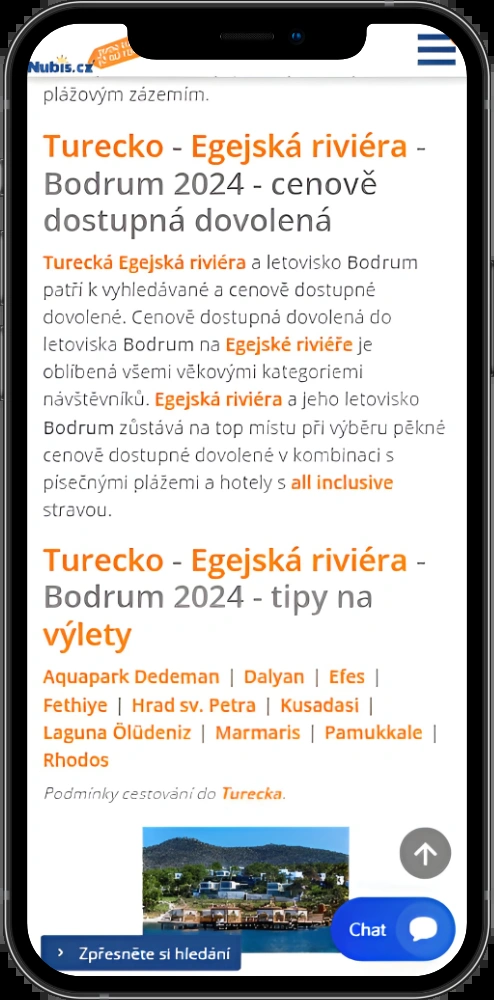 Nubis.cz
plážovým zázemím.
Turecko - Egejská riviéra -
Bodrum 2024 - cenově
dostupná dovolená
Turecká Egejská riviéra a letovisko Bodrum
patří k vyhledávané a cenově dostupné
dovolené. Cenově dostupná dovolená do
letoviska Bodrum na Egejské riviéře je
oblíbená všemi věkovými kategoriemi
návštěvníků. Egejská riviéra a jeho letovisko
Bodrum zůstává na top místu při výběru pěkné
cenově dostupné dovolené v kombinaci s
písečnými plážemi a hotely s all inclusive
stravou.
Turecko - Egejská riviéra -
Bodrum 2024 - tipy na
výlety
Aquapark Dedeman | Dalyan | Efes |
Fethiye | Hrad sv. Petra | Kusadasi |
Laguna Ölüdeniz | Marmaris | Pamukkale |
Rhodos
Podmínky cestování do Turecka.
Chat
Zpřesněte si hledání